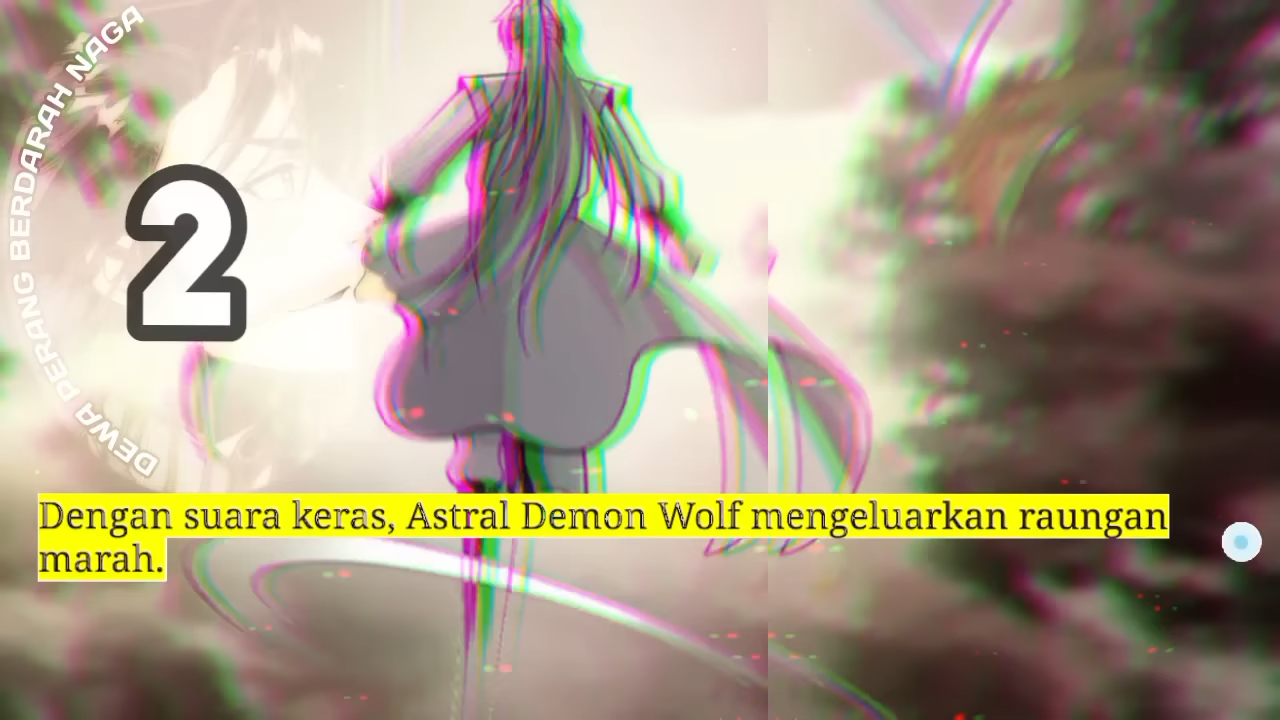 DEWA PERANG BERDARAH NAGA
2
Dengan suara keras, Astral Demon Wolf mengeluarkan raungan
marah.